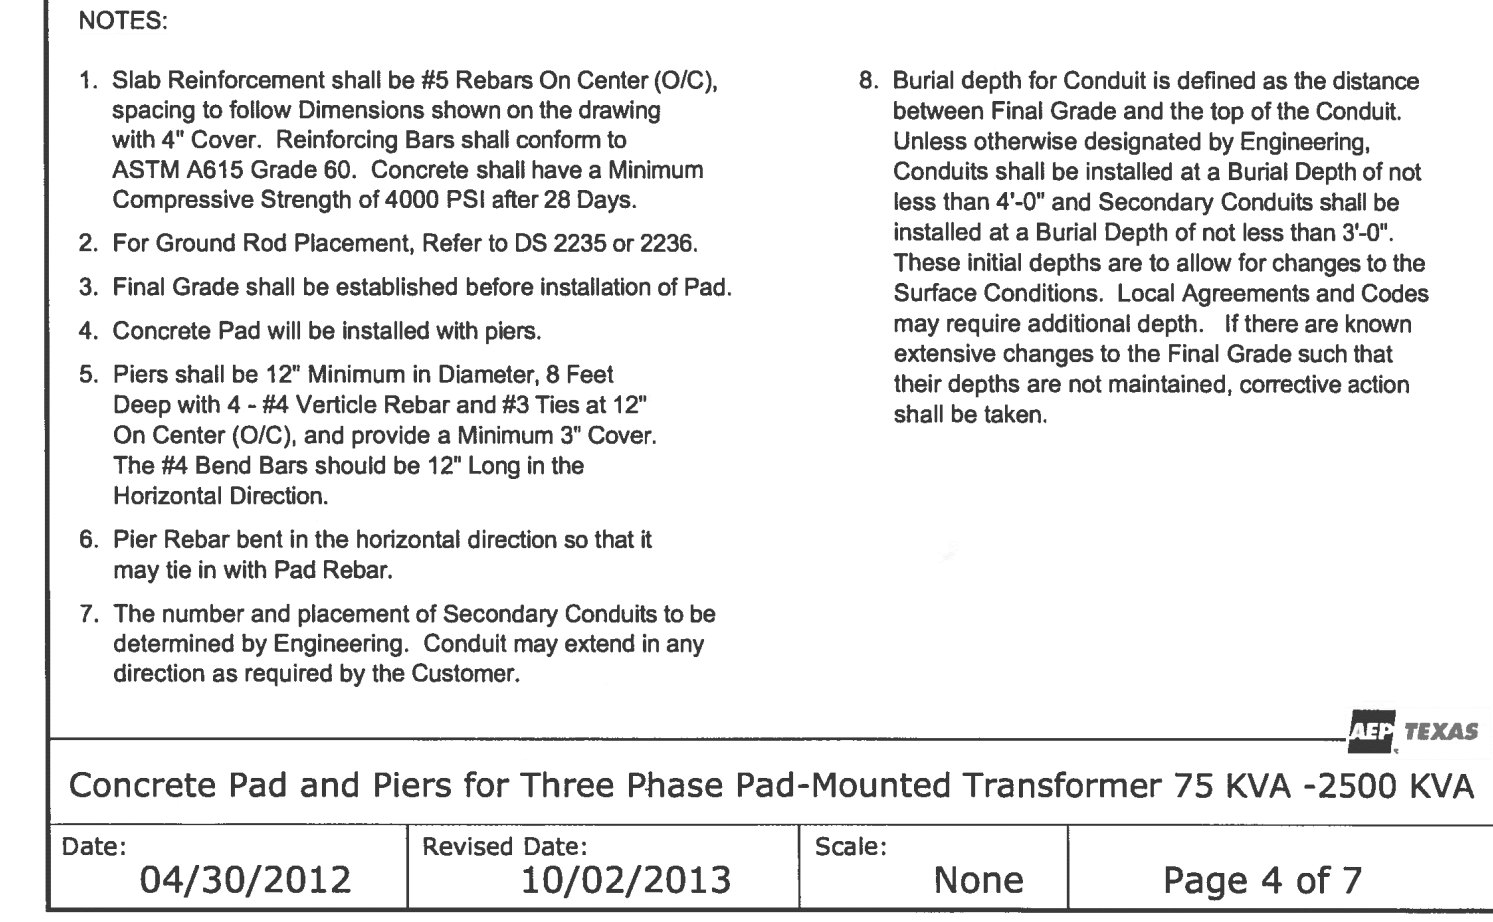 NOTES:
1. Slab Reinforcement shall be #5 Rebars On Center (O/C),
spacing to follow Dimensions shown on the drawing
with 4" Cover. Reinforcing Bars shall conform to
ASTM A615 Grade 60. Concrete shall have a Minimum
Compressive Strength of 4000 PSI after 28 Days.
2. For Ground Rod Placement, Refer to DS 2235 or 2236.
3. Final Grade shall be established before installation of Pad.
4. Concrete Pad will be installed with piers.
5. Piers shall be 12" Minimum in Diameter, 8 Feet
Deep with 4 - #4 Verticle Rebar and #3 Ties at 12"
On Center (O/C), and provide a Minimum 3" Cover.
The #4 Bend Bars should be 12" Long in the
Horizontal Direction.
6. Pier Rebar bent in the horizontal direction so that it
may tie in with Pad Rebar.
7. The number and placement of Secondary Conduits to be
determined by Engineering. Conduit may extend in any
direction as required by the Customer.
8. Burial depth for Conduit is defined as the distance
between Final Grade and the top of the Conduit.
Unless otherwise designated by Engineering,
Conduits shall be installed at a Burial Depth of not
less than 4'-0" and Secondary Conduits shall be
installed at a Burial Depth of not less than 3'-0".
These initial depths are to allow for changes to the
Surface Conditions. Local Agreements and Codes
may require additional depth. If there are known
extensive changes to the Final Grade such that
their depths are not maintained, corrective action
shall be taken.
AEP TEXAS
Concrete Pad and Piers for Three Phase Pad-Mounted Transformer 75 KVA -2500 KVA
Date:
04/30/2012
Revised Date:
10/02/2013
Scale:
None
Page 4 of 7